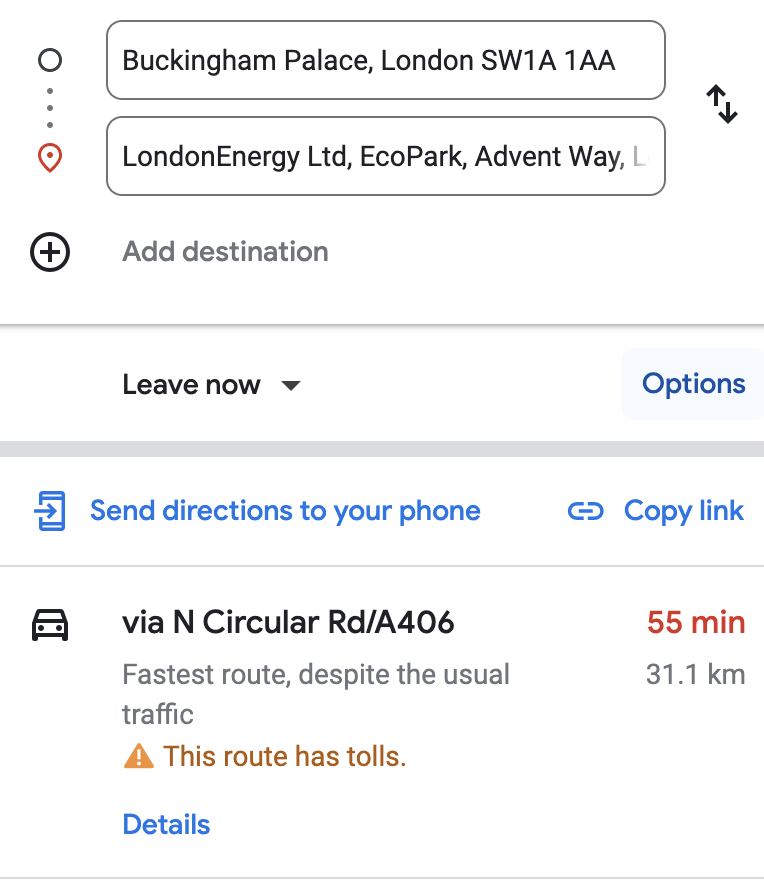 Buckingham Palace, London SW1A 1AA
LondonEnergy Ltd, EcoPark, Advent Way,
Add destination
Leave now
Options
Send directions to your phone
Copy link
via N Circular Rd/A406
55 min
Fastest route, despite the usual
31.1 km
traffic
This route has tolls.
Details